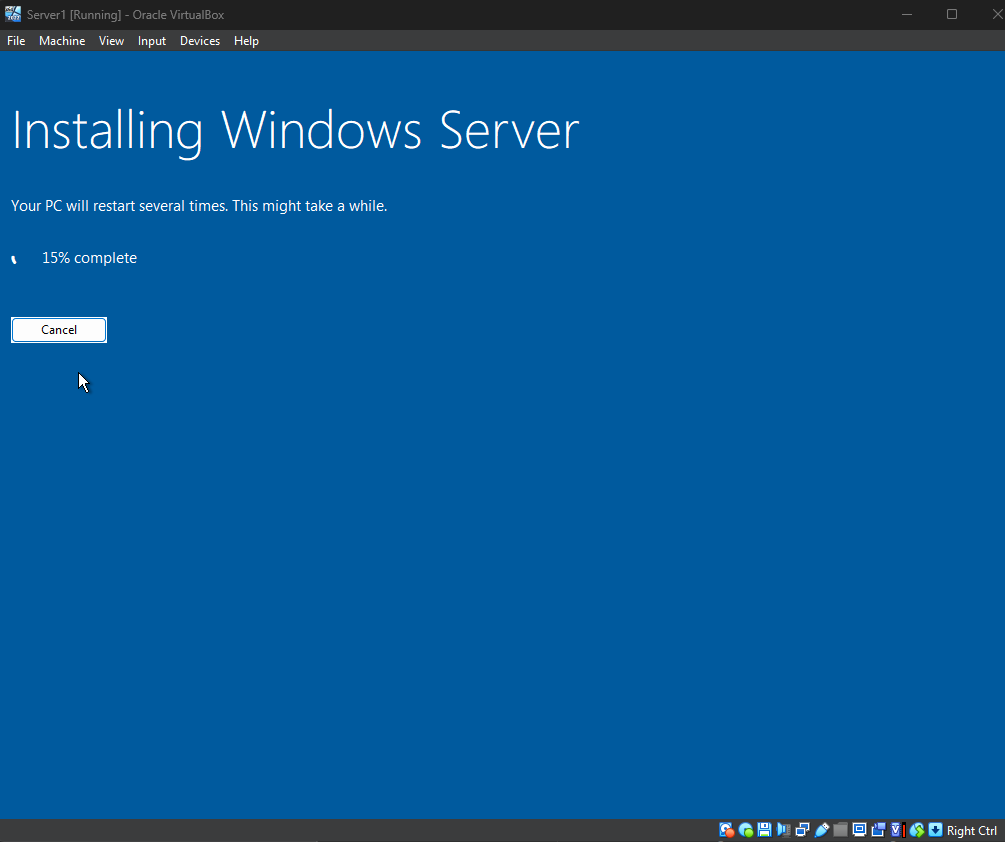 Server1 [Running] - Oracle VirtualBox
File Machine View Input Devices Help
Installing Windows Server
Your PC will restart several times. This might take a while.
15% complete
Cancel
Right Ctrl